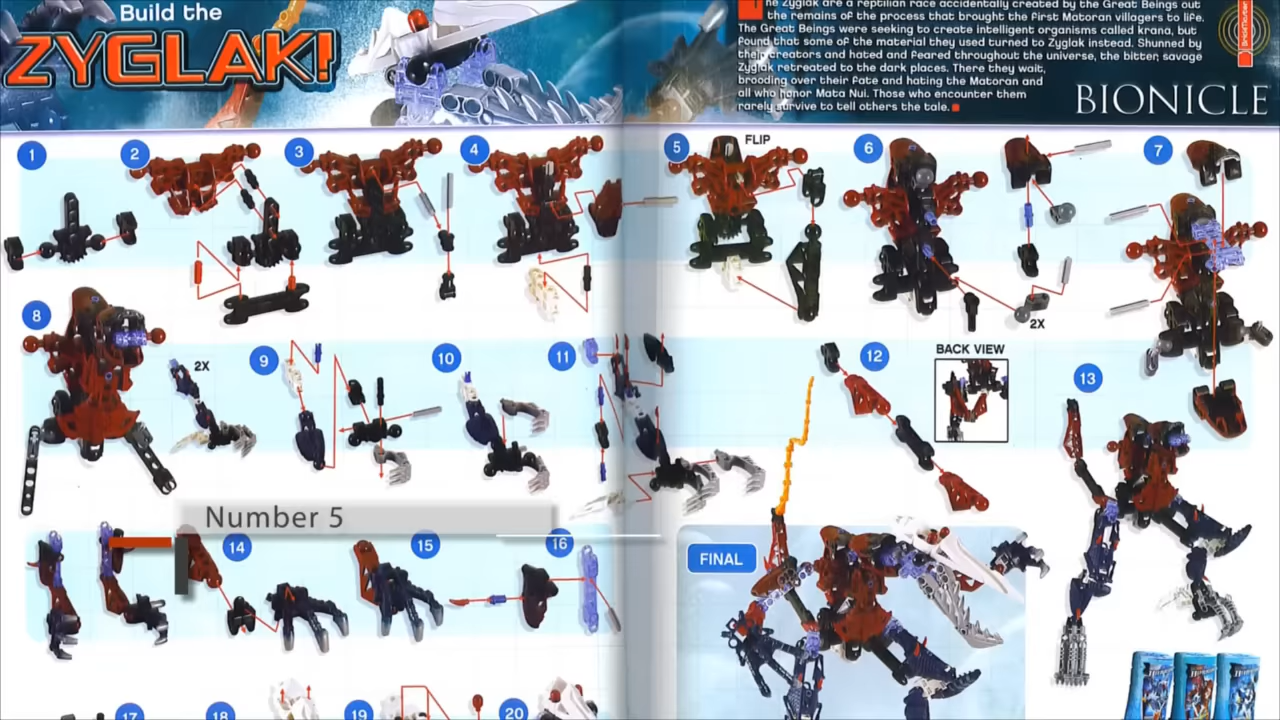 Build the
ZYGLAK!
The Zyglak are a reptilian race accidentally created by the Great Beings out
the remains of the process that brought the first Matoran villagers to life.
The Great Beings were seeking to create intelligent organisms called krana, but
found that some of the material they used turned to Zyglak instead. Shunned by
their creators and hated and feared throughout the universe, the bitter, savage
Zyglak retreated to the dark places. There they wait,
brooding over their fate and hating the Matoran and
all who honor Mata Nui. Those who encounter them
rarely survive to tell others the tale.
BIONICLE
1
2
3
4
5
FLIP
6
2X
7
8
2X
9
10
11
12
BACK VIEW
13
Number 5
14
15
16
FINAL
17
18
19
20